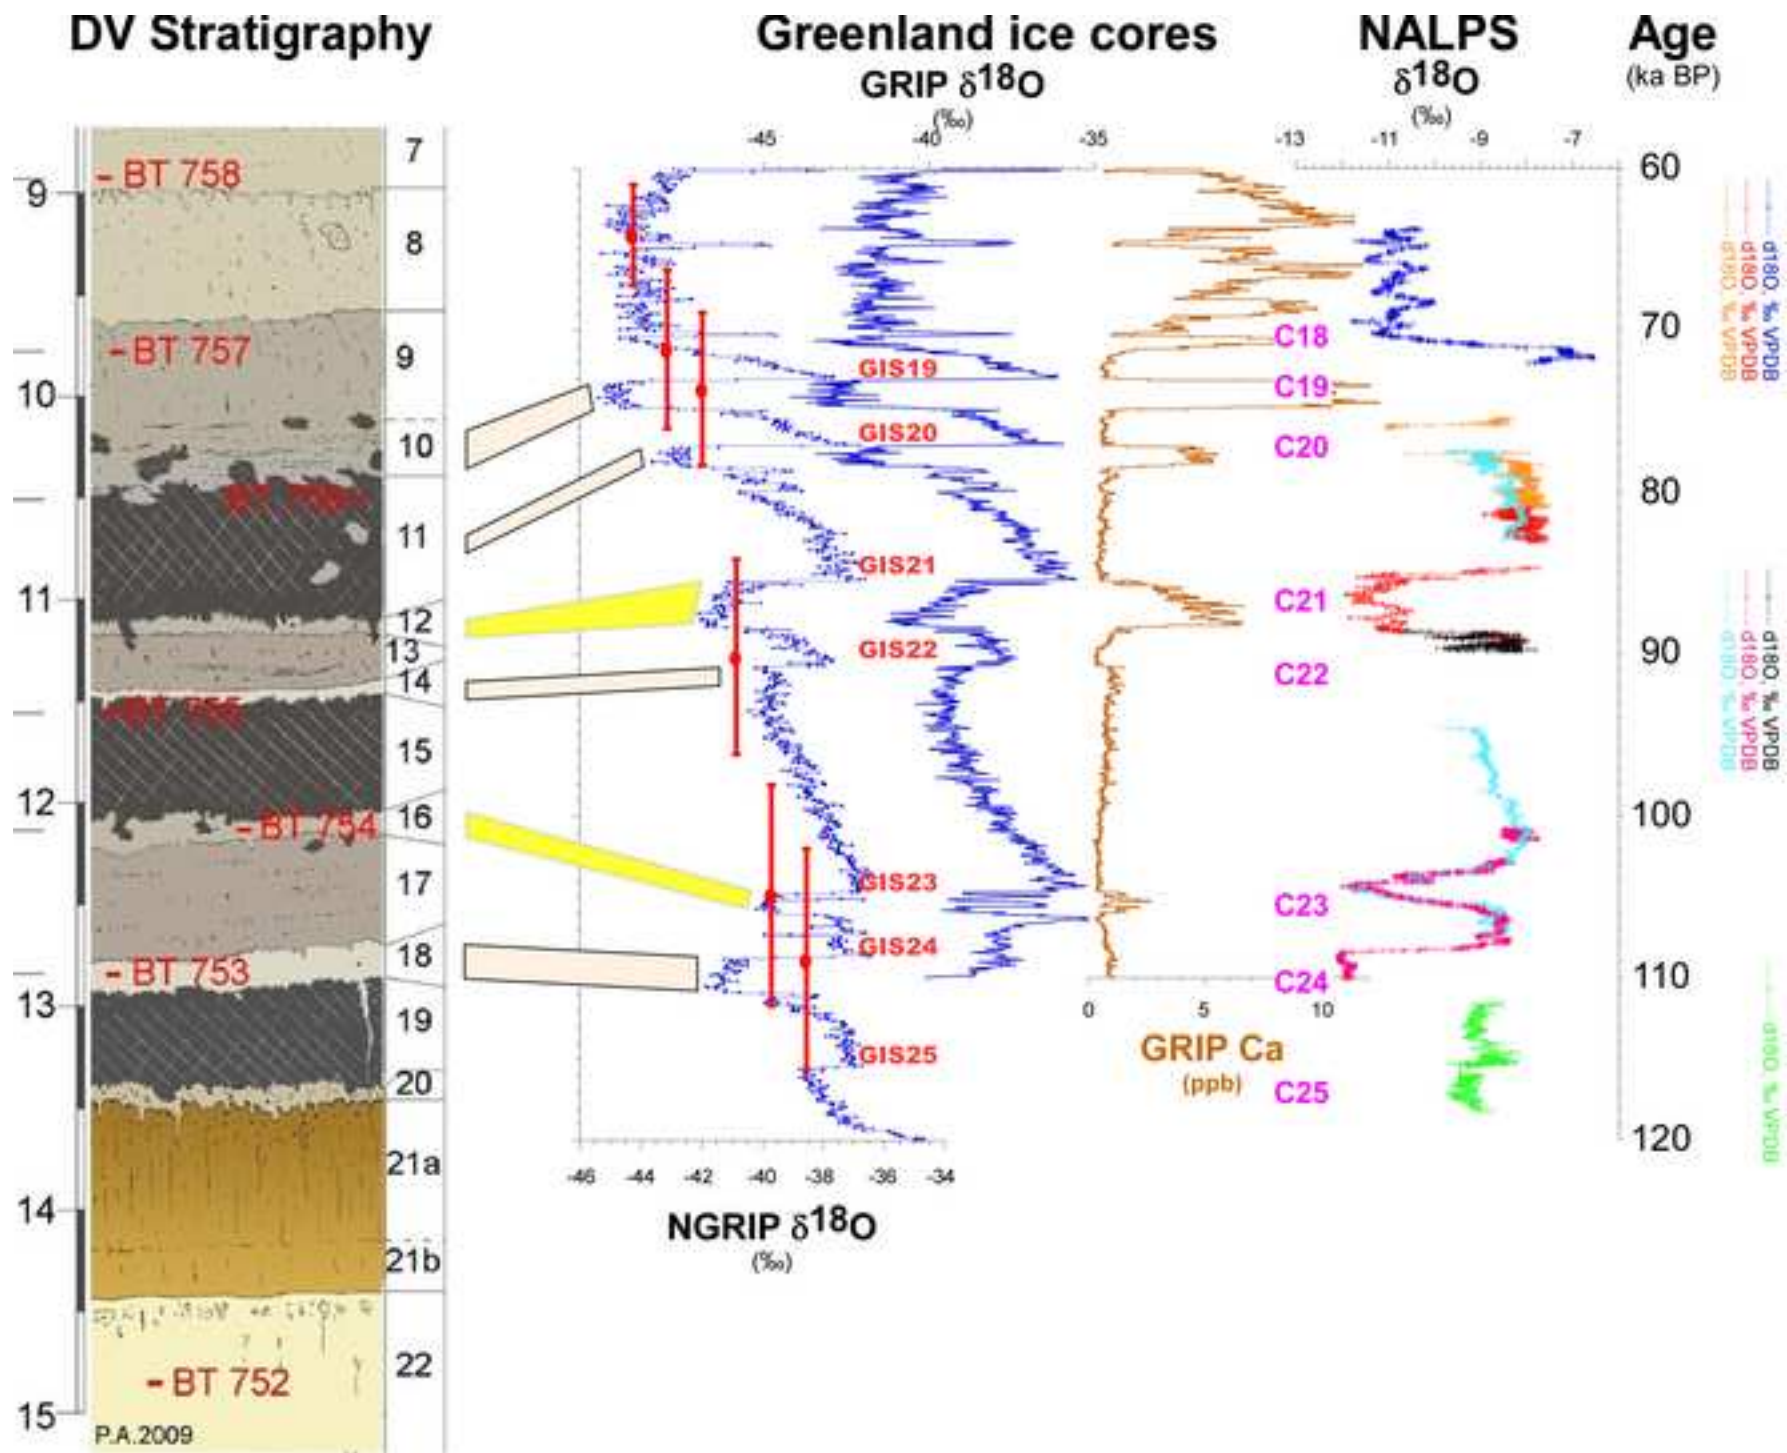 DV Stratigraphy
Greenland ice cores
NALPS
Age
GRIP δ18O
δ18O
(ka BP)
(‰)
(‰)
-45
-40
-35
-13
-11
-9
-7
7
8
9
10
11
12
13
14
15
16
17
18
19
20
21a
21b
22
9
10
11
12
13
14
15
BT 758
BT 757
BT 755
BT 754
BT 753
BT 752
P.A.2009
GIS19
GIS20
GIS21
GIS22
GIS23
GIS24
GIS25
C18
C19
C20
C21
C22
C23
C24
C25
60
70
80
90
100
110
120
0
5
10
GRIP Ca
(ppb)
-46
-44
-42
-40
-38
-36
-34
NGRIP δ18O
(‰)
d18O, ‰ VPDB
d18O, ‰ VPDB
d18O, ‰ VPDB
d18O, ‰ VPDB
d18O, ‰ VPDB
d18O, ‰ VPDB
d18O, ‰ VPDB